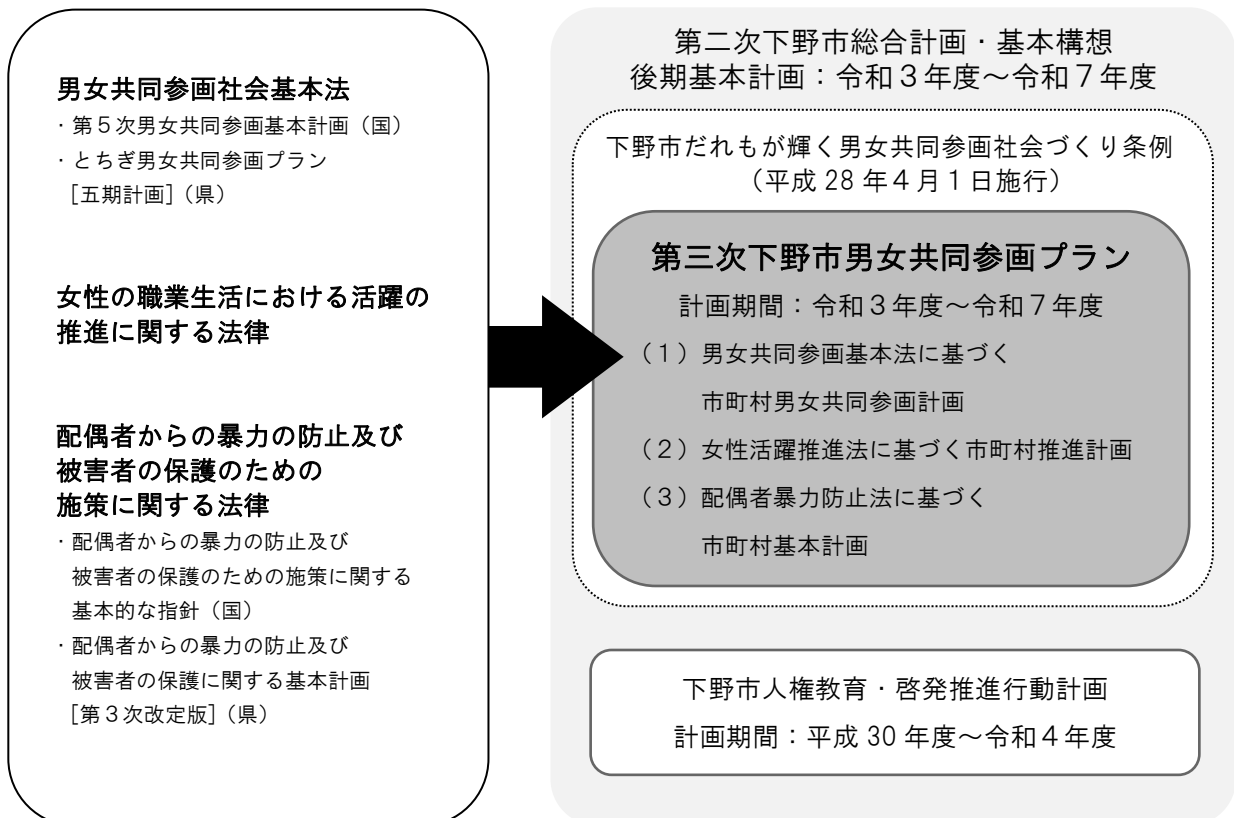 男女共同参画社会基本法
・第５次男女共同参画基本計画（国）
・とちぎ男女共同参画プラン
［五期計画］（県）
女性の職業生活における活躍の
推進に関する法律
配偶者からの暴力の防止及び
被害者の保護のための
施策に関する法律
・配偶者からの暴力の防止及び
被害者の保護のための施策に関する
基本的な指針（国）
・配偶者からの暴力の防止及び
被害者の保護に関する基本計画
［第３次改定版］（県）
第二次下野市総合計画・基本構想
後期基本計画：令和３年度～令和７年度
下野市だれもが輝く男女共同参画社会づくり条例
（平成 28 年４月１日施行）
第三次下野市男女共同参画プラン
計画期間：令和３年度～令和７年度
（１）男女共同参画基本法に基づく
市町村男女共同参画計画
（２）女性活躍推進法に基づく市町村推進計画
（３）配偶者暴力防止法に基づく
市町村基本計画
下野市人権教育・啓発推進行動計画
計画期間：平成 30 年度～令和４年度